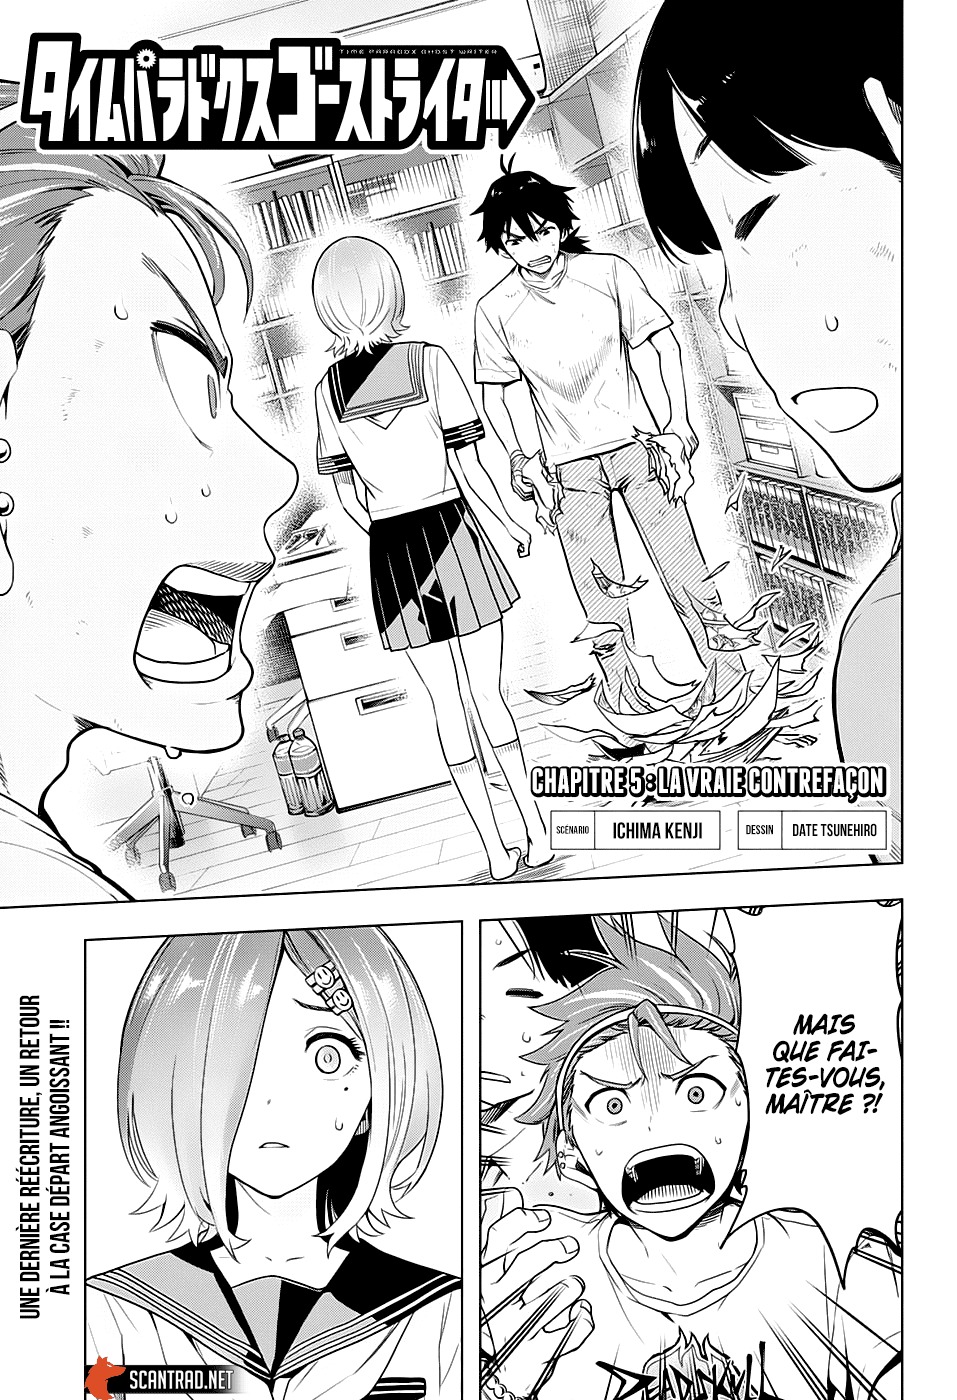 TIME PARADOX GHOST WRITER
タイムパラドクスゴーストライター
CHAPITRE 5 : LA VRAIE CONTREFAÇON
SCÉNARIO
ICHIMA KENJI
DESSIN
DATE TSUNEHIRO
MAIS
QUE FAI-
TES-VOUS,
MAÎTRE ?!
UNE DERNIÈRE RÉÉCRITURE, UN RETOUR
À LA CASE DÉPART ANGOISSANT !!
SCANTRAD.NET